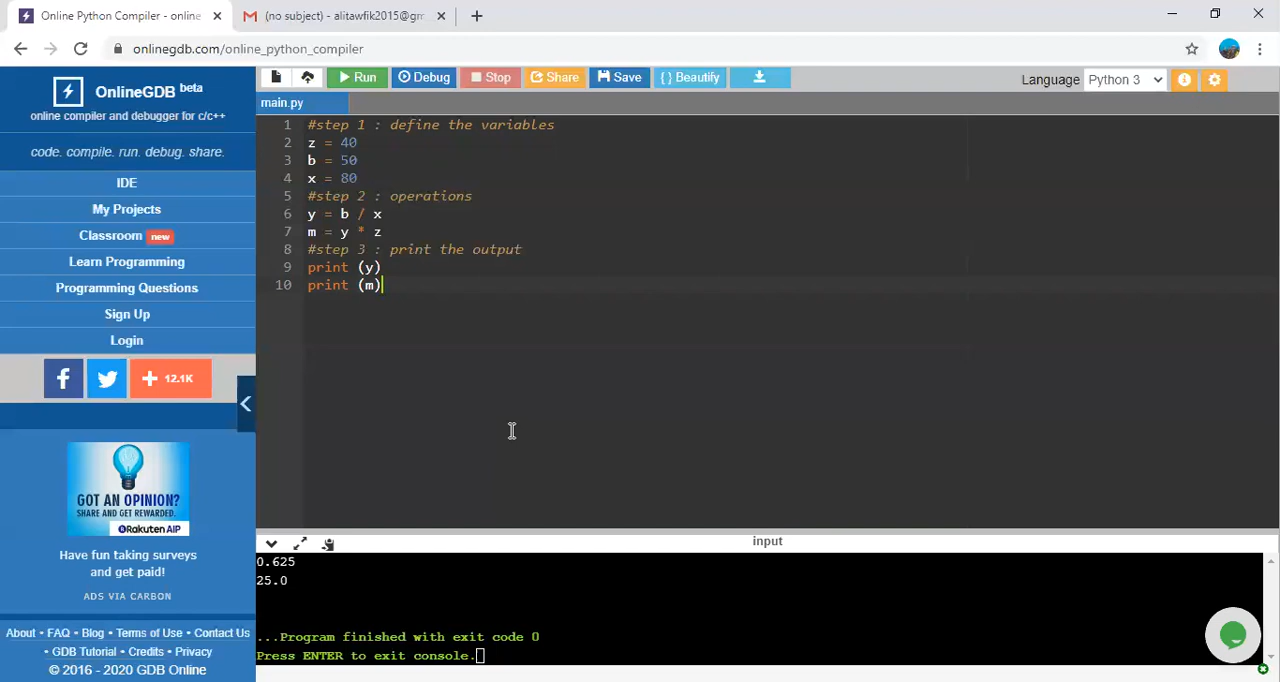 Online Python Compiler - online
(no subject) - alitawfik2015@gm
onlinegdb.com/online_python_compiler
OnlineGDB beta
online compiler and debugger for c/c++
code. compile. run. debug. share.
IDE
My Projects
Classroom new
Learn Programming
Programming Questions
Sign Up
Login
f
+ 12.1K
GOT AN OPINION?
SHARE AND GET REWARDED.
Rakuten AIP
Have fun taking surveys
and get paid!
ADS VIA CARBON
About • FAQ • Blog • Terms of Use • Contact Us
• GDB Tutorial • Credits • Privacy
© 2016 - 2020 GDB Online
Run Debug Stop Share Save { } Beautify
Language Python 3
main.py
1 #step 1 : define the variables
2 z = 40
3 b = 50
4 x = 80
5 #step 2 : operations
6 y = b / x
7 m = y * z
8 #step 3 : print the output
9 print (y)
10 print (m)
input
0.625
25.0
...Program finished with exit code 0
Press ENTER to exit console.